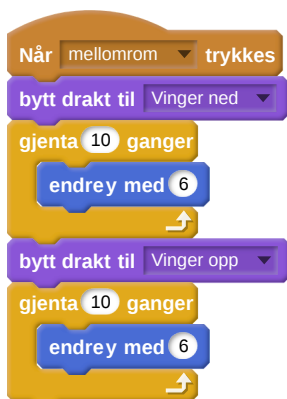 Når mellomrom trykkes
bytt drakt til Vinger ned
gjenta 10 ganger
endrey med 6
bytt drakt til Vinger opp
gjenta 10 ganger
endrey med 6